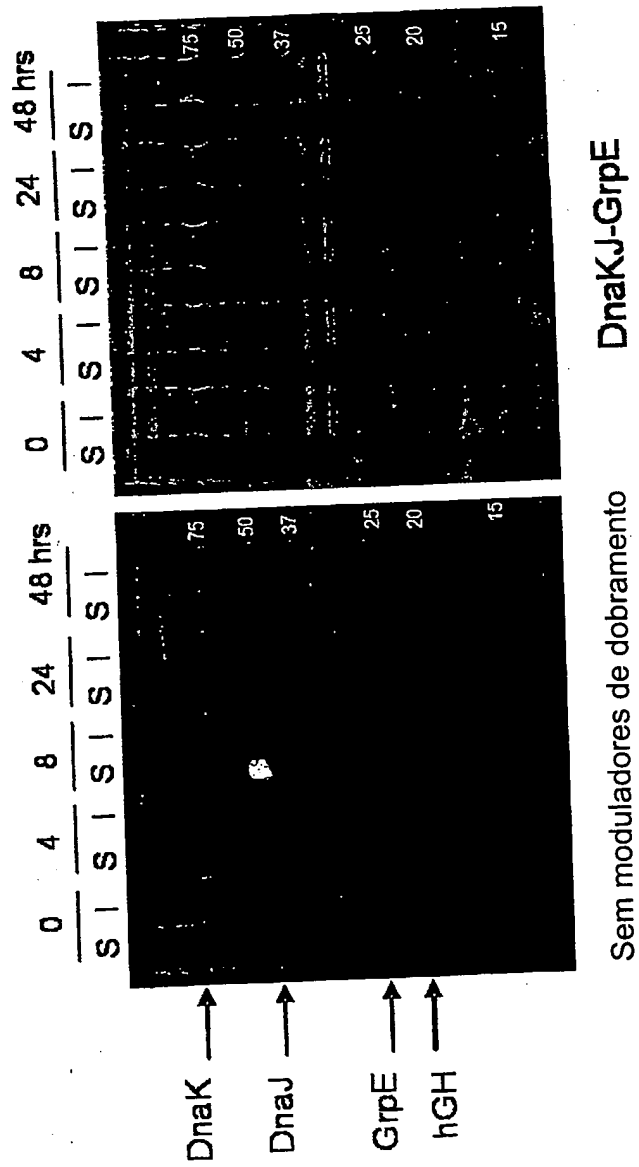 0 4 8 24 48 hrs
S I S I S I S I S I
75
50
37
25
20
15
Sem moduladores de dobramento
0 4 8 24 48 hrs
S I S I S I S I S I
75
50
37
25
20
15
DnaKJ-GrpE
DnaK
DnaJ
GrpE
hGH